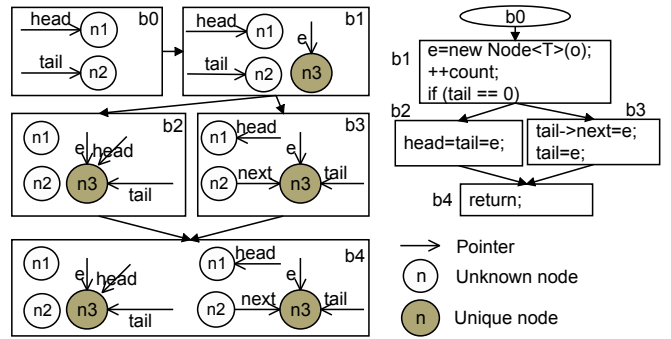 head
n1
b0
tail
n2
head
n1
b1
e
tail
n2
n3
n1
b2
e
head
n2
n3
tail
n1
head
b3
e
n2
next
n3
tail
n1
b4
e
head
n2
n3
tail
n1
head
e
n2
next
n3
tail
b0
b1
e=new Node<T>(o);
++count;
if (tail == 0)
b2
b3
head=tail=e;
tail->next=e;
tail=e;
b4
return;
Pointer
n
Unknown node
n
Unique node